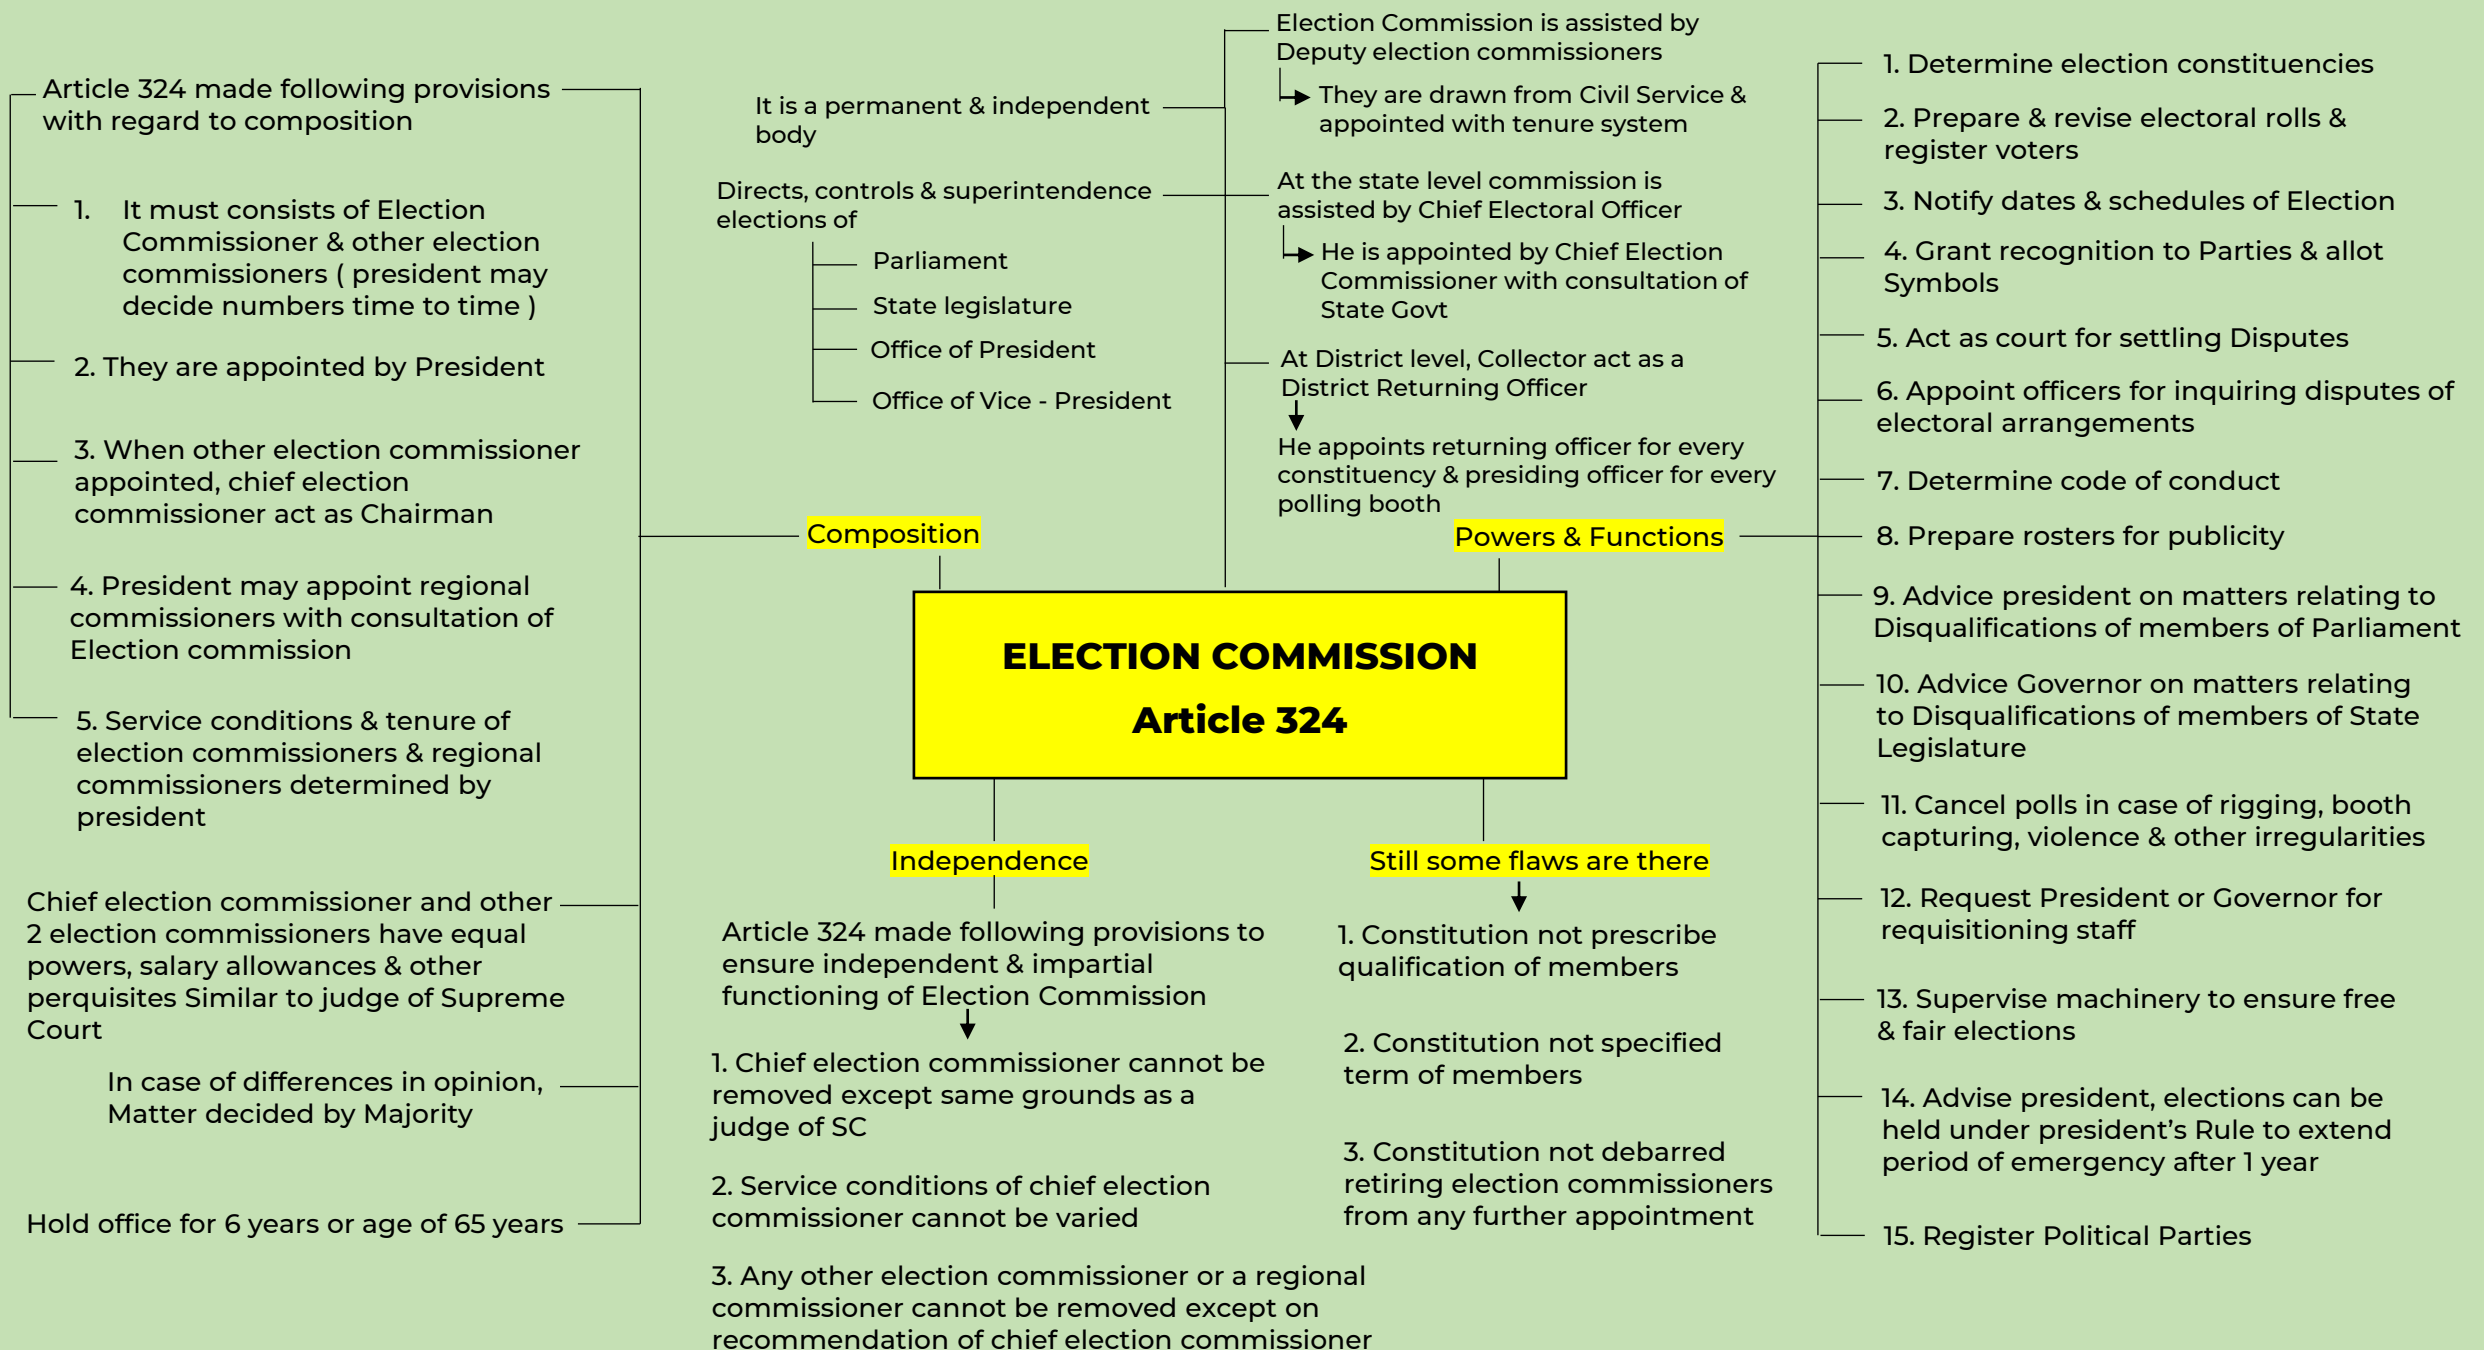 Article 324 made following provisions
with regard to composition
1. It must consists of Election
Commissioner & other election
commissioners ( president may
decide numbers time to time )
2. They are appointed by President
3. When other election commissioner
appointed, chief election
commissioner act as Chairman
4. President may appoint regional
commissioners with consultation of
Election commission
5. Service conditions & tenure of
election commissioners & regional
commissioners determined by
president
Chief election commissioner and other
2 election commissioners have equal
powers, salary allowances & other
perquisites Similar to judge of Supreme
Court
In case of differences in opinion,
Matter decided by Majority
Hold office for 6 years or age of 65 years
Composition
It is a permanent & independent
body
Directs, controls & superintendence
elections of
Parliament
State legislature
Office of President
Office of Vice - President
Election Commission is assisted by
Deputy election commissioners
They are drawn from Civil Service &
appointed with tenure system
At the state level commission is
assisted by Chief Electoral Officer
He is appointed by Chief Election
Commissioner with consultation of
State Govt
At District level, Collector act as a
District Returning Officer
He appoints returning officer for every
constituency & presiding officer for every
polling booth
ELECTION COMMISSION
Article 324
Independence
Article 324 made following provisions to
ensure independent & impartial
functioning of Election Commission
1. Chief election commissioner cannot be
removed except same grounds as a
judge of SC
2. Service conditions of chief election
commissioner cannot be varied
3. Any other election commissioner or a regional
commissioner cannot be removed except on
recommendation of chief election commissioner
Still some flaws are there
1. Constitution not prescribe
qualification of members
2. Constitution not specified
term of members
3. Constitution not debarred
retiring election commissioners
from any further appointment
Powers & Functions
1. Determine election constituencies
2. Prepare & revise electoral rolls &
register voters
3. Notify dates & schedules of Election
4. Grant recognition to Parties & allot
Symbols
5. Act as court for settling Disputes
6. Appoint officers for inquiring disputes of
electoral arrangements
7. Determine code of conduct
8. Prepare rosters for publicity
9. Advice president on matters relating to
Disqualifications of members of Parliament
10. Advice Governor on matters relating
to Disqualifications of members of State
Legislature
11. Cancel polls in case of rigging, booth
capturing, violence & other irregularities
12. Request President or Governor for
requisitioning staff
13. Supervise machinery to ensure free
& fair elections
14. Advise president, elections can be
held under president’s Rule to extend
period of emergency after 1 year
15. Register Political Parties